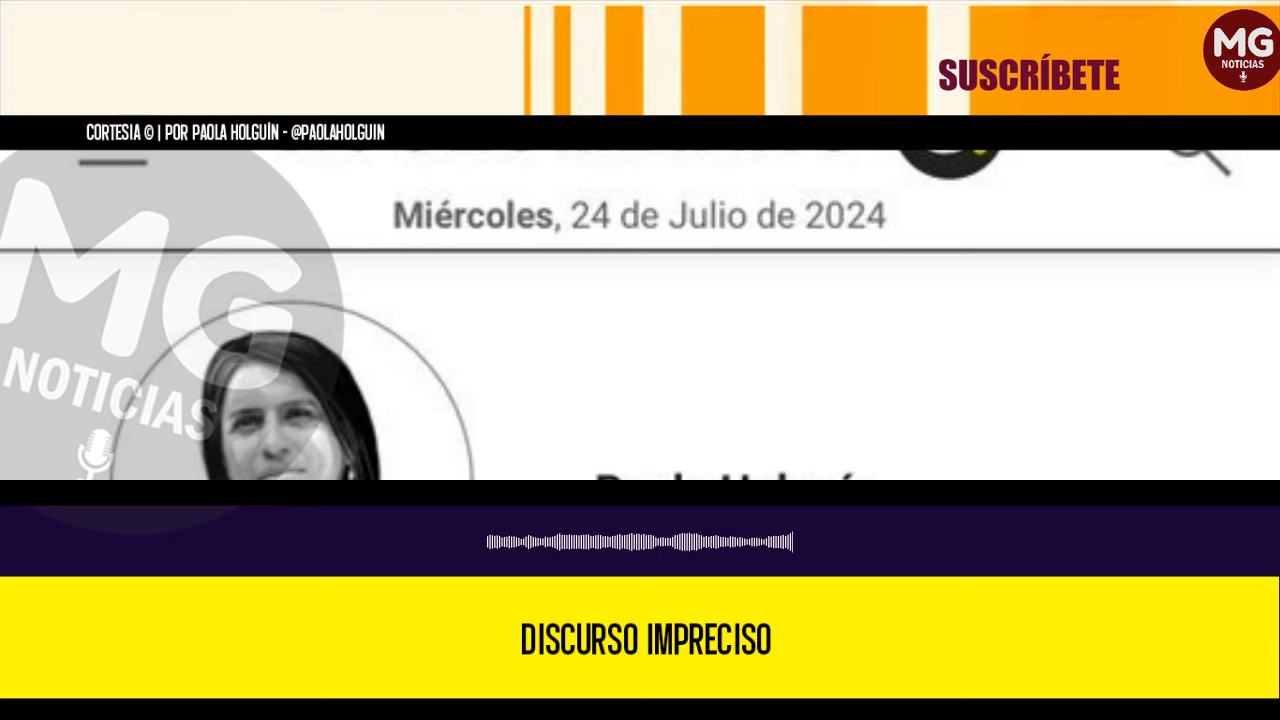 SUSCRÍBETE
MG
NOTICIAS
CORTESIA © | POR PAOLA HOLGUÍN - @PAOLAHOLGUIN
Miércoles, 24 de Julio de 2024
MG
NOTICIAS
DISCURSO IMPRECISO